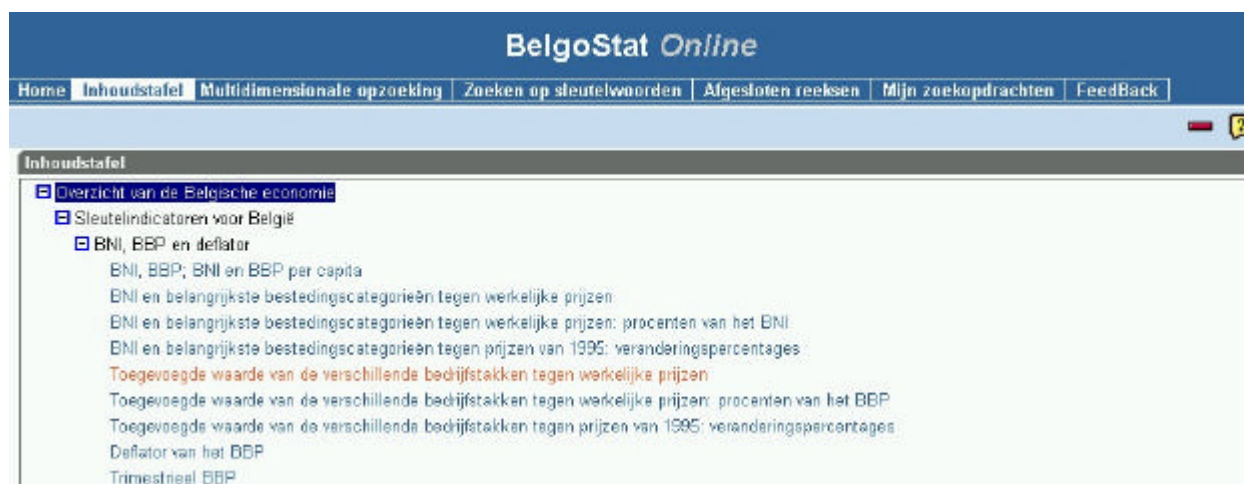 BelgoStat Online
Home Inhoudstafel Multidimensionale opzoeking Zoeken op sleutelwoorden Afgesloten reeksen Mijn zoekopdrachten FeedBack
?
Inhoudstafel
Overzicht van de Belgische economie
Sleutelindicatoren voor België
BNI, BBP en deflator
BNI, BBP; BNI en BBP per capita
BNI en belangrijkste bestedingscategorieën tegen werkelijke prijzen
BNI en belangrijkste bestedingscategorieën tegen werkelijke prijzen: procenten van het BNI
BNI en belangrijkste bestedingscategorieën tegen prijzen van 1995: veranderingspercentages
Toegevoegde waarde van de verschillende bedrijfstakken tegen werkelijke prijzen
Toegevoegde waarde van de verschillende bedrijfstakken tegen werkelijke prijzen: procenten van het BBP
Toegevoegde waarde van de verschillende bedrijfstakken tegen prijzen van 1995: veranderingspercentages
Deflator van het BBP
Trimestrieel BBP